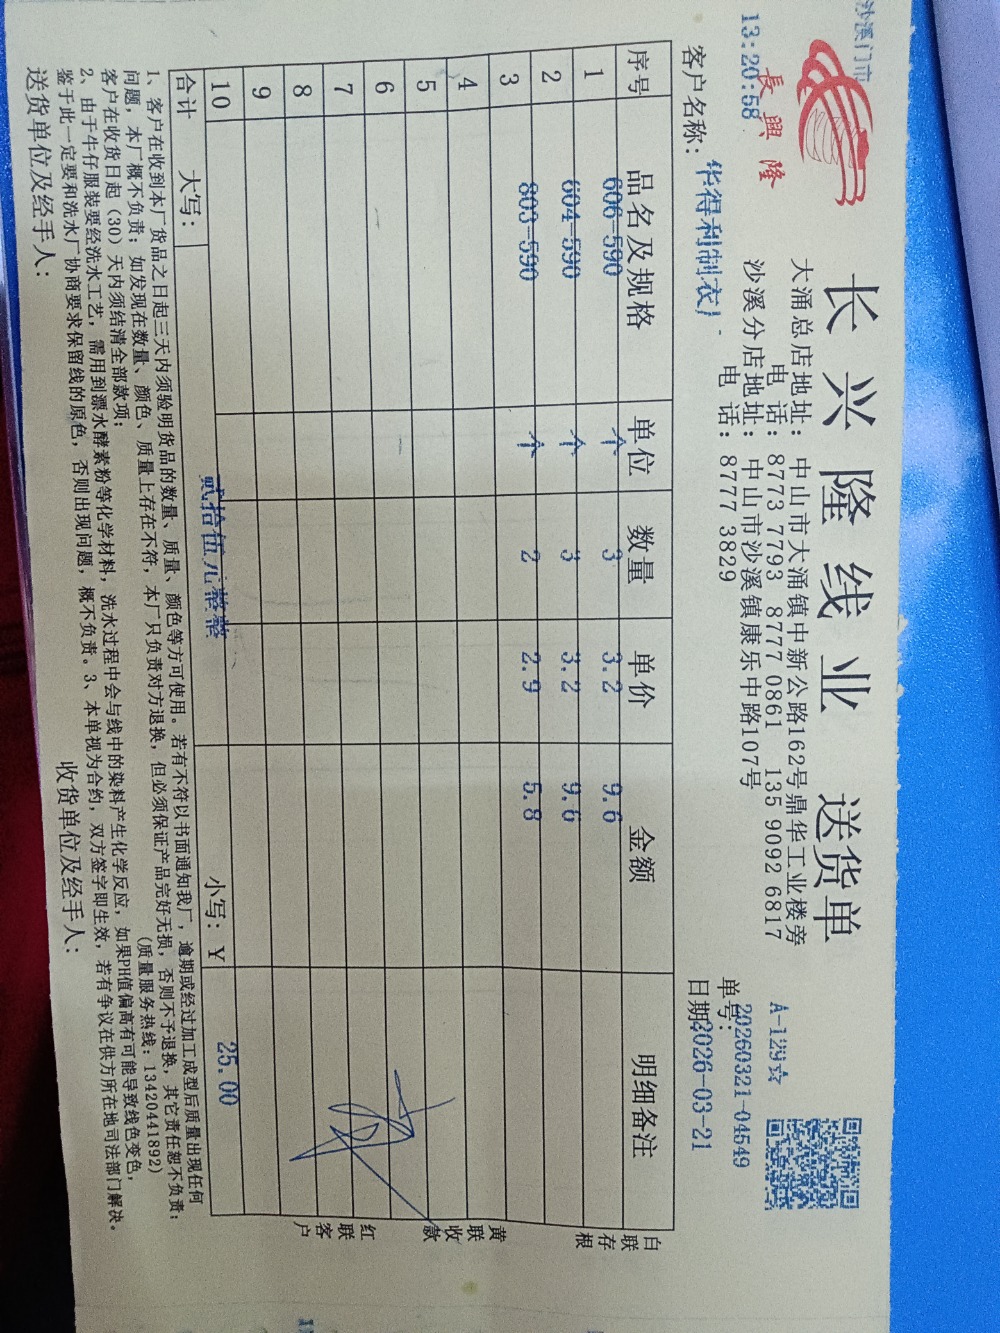 沙溪门市
13:20:58
長興隆
长兴隆线业 送货单
大涌总店地址：中山市大涌镇中新公路162号鼎华工业楼旁
电 话：8773 7793 8777 0861 135 9092 6817
沙溪分店地址：中山市沙溪镇康乐中路107号
电 话：8777 3829
A-129☆
单号：20260321-04549
客户名称：华得利制衣厂
日期2026-03-21
序号 品名及规格 单位 数量 单价 金额 明细备注
1 606-590 个 3 3.2 9.6
2 604-590 个 3 3.2 9.6
3 803-590 个 2 2.9 5.8
4
5
6
7
8
9
10
合计 大写：贰拾伍元整整 小写：￥ 25.00
白联存根
黄联收款
红联客户
1、客户在收到本厂货品之日起三天内须验明货品的数量、质量、颜色等方可使用。若有不符以书面通知我厂，逾期或经过加工成型后质量出现任何
问题，本厂概不负责；如发现在数量、颜色、质量上存在不符，本厂只负责对方退换，但必须保证产品完好无损，否则不予退换，其它责任恕不负责；
客户在收货日起（30）天内须结清全部款项；
(质量服务热线：13420441892)
2、由于牛仔服装要经洗水工艺，需用到漂水酵素粉等化学材料，洗水过程中会与线中的染料产生化学反应，如果PH值偏高有可能导致线色变色，
鉴于此一定要和洗水厂协商要求保留线的原色，否则出现问题，概不负责。3、本单视为合约，双方签字即生效，若有争议在供方所在地司法部门解决。
送货单位及经手人： 收货单位及经手人：